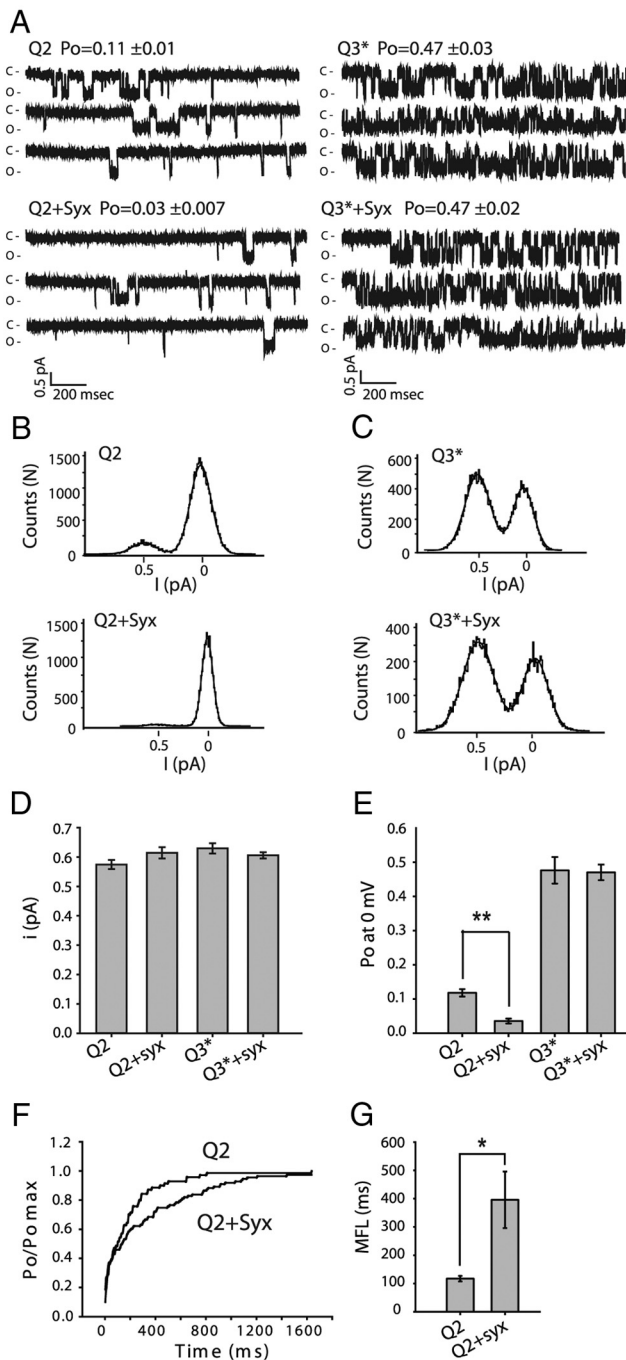 A
Q2 Po=0.11 ±0.01
Q3* Po=0.47 ±0.03
C -
O -
C -
O -
C -
O -
C -
O -
C -
O -
C -
O -
Q2+Syx Po=0.03 ±0.007
Q3*+Syx Po=0.47 ±0.02
C -
O -
C -
O -
C -
O -
C -
O -
C -
O -
C -
O -
0.5 pA
200 msec
0.5 pA
200 msec
B
Q2
1500
1000
500
0
Counts (N)
0.5 0
I (pA)
Q2+Syx
1500
1000
500
0
Counts (N)
0.5 0
I (pA)
C
Q3*
600
400
200
0
Counts (N)
0.5 0
I (pA)
Q3*+Syx
400
200
100
0
Counts (N)
0.5 0
I (pA)
D
0.7
0.6
0.5
0.4
0.3
0.2
0.1
0.0
i (pA)
Q2
Q2+syx
Q3*
Q3*+syx
E
0.6
0.5
0.4
0.3
0.2
0.1
0.0
Po at 0 mV
**
Q2
Q2+syx
Q3*
Q3*+syx
F
1.2
1.0
0.8
0.6
0.4
0.2
0.0
Po/Pomax
Q2
Q2+Syx
0 400 800 1200 1600
Time (ms)
G
600
500
400
300
200
100
0
MFL (ms)
*
Q2
Q2+syx